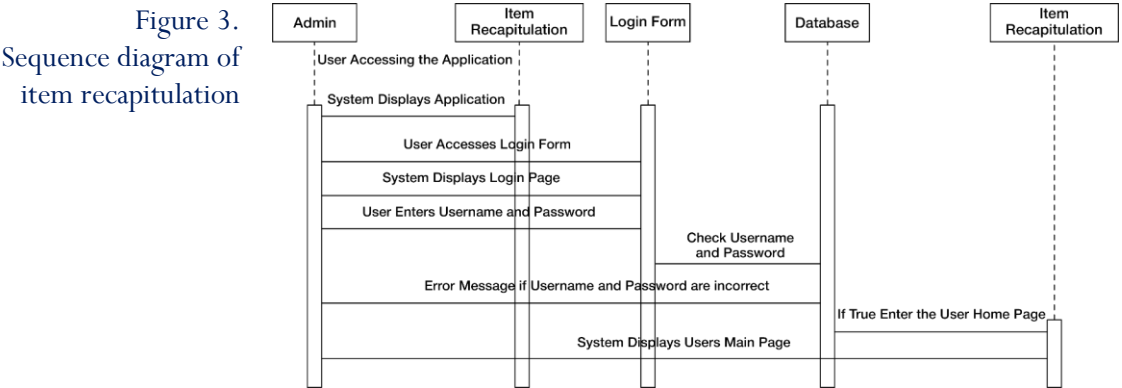 Figure 3.
Sequence diagram of
item recapitulation
Admin
Item
Recapitulation
Login Form
Database
Item
Recapitulation
User Accessing the Application
System Displays Application
User Accesses Login Form
System Displays Login Page
User Enters Username and Password
Check Username
and Password
Error Message if Username and Password are incorrect
If True Enter the User Home Page
System Displays Users Main Page